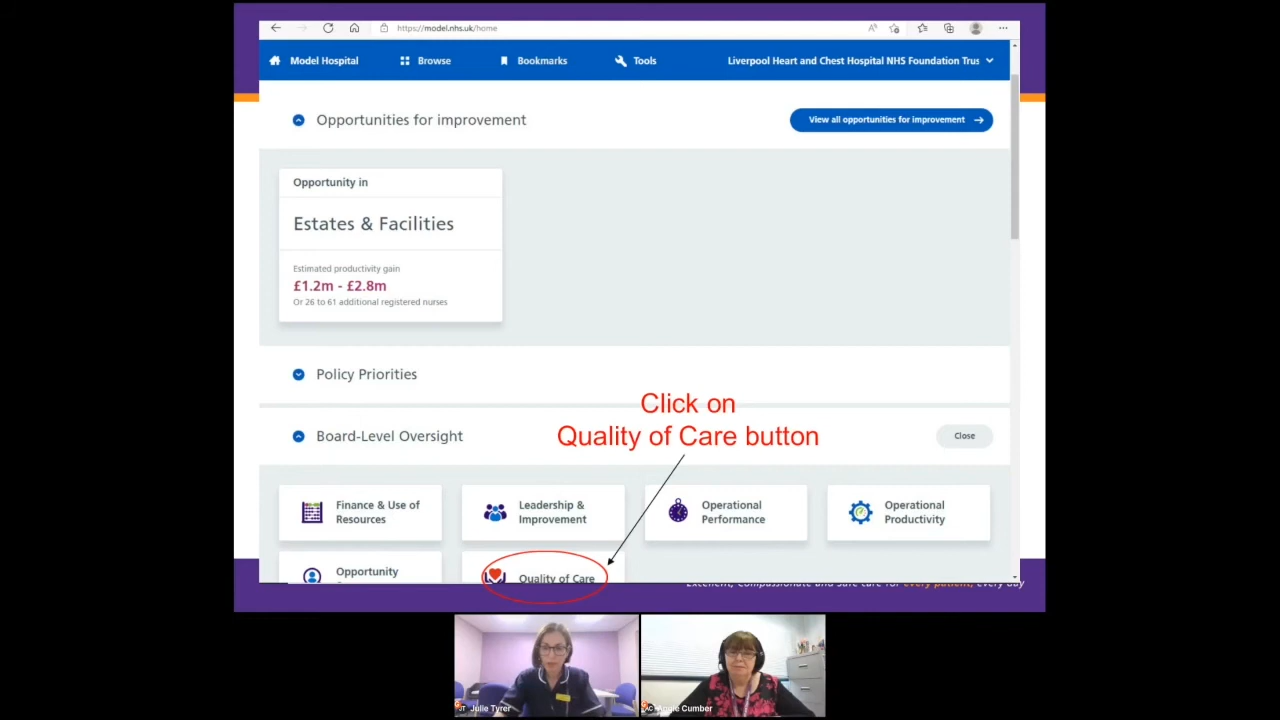 https://model.nhs.uk/home
Model Hospital
Browse
Bookmarks
Tools
Liverpool Heart and Chest Hospital NHS Foundation Trus
Opportunities for improvement
View all opportunities for improvement
Opportunity in
Estates & Facilities
Estimated productivity gain
£1.2m - £2.8m
Or 26 to 61 additional registered nurses
Policy Priorities
Click on
Quality of Care button
Board-Level Oversight
Close
Finance & Use of
Resources
Leadership &
Improvement
Operational
Performance
Operational
Productivity
Opportunity
Quality of Care
Excellent, Compassionate and Safe care for every patient, every day
JT Julie Tyrer
AC Cumber